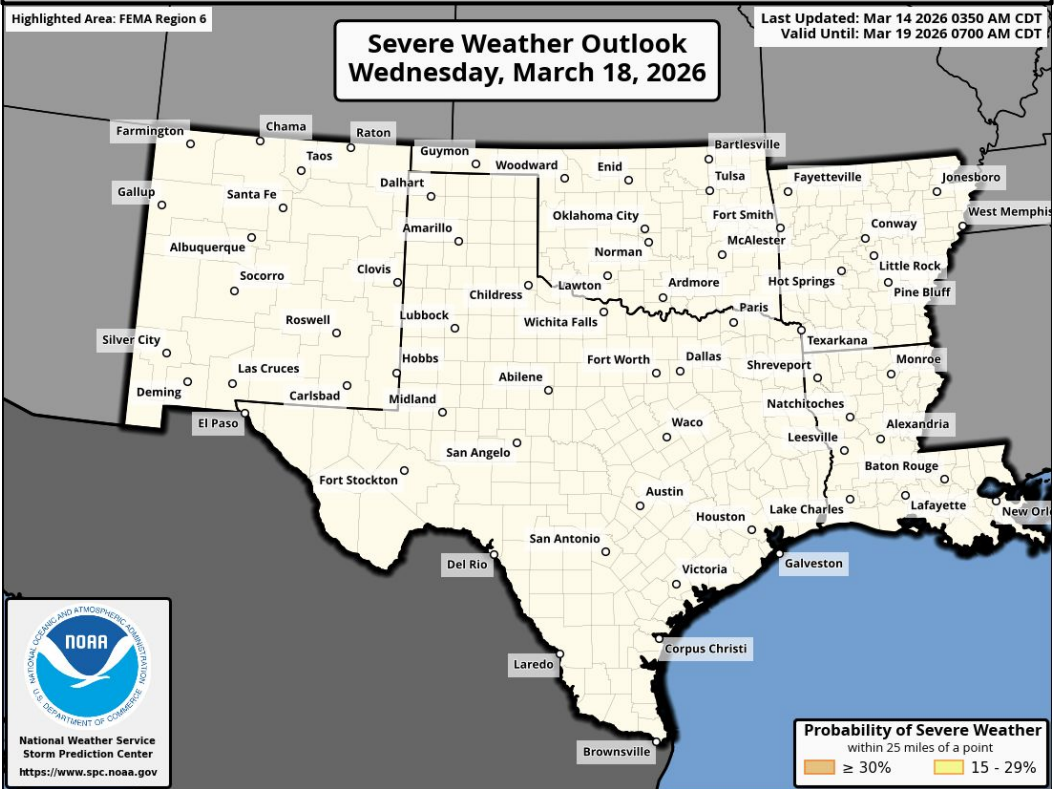 Highlighted Area: FEMA Region 6
Severe Weather Outlook
Wednesday, March 18, 2026
Last Updated: Mar 14 2026 0350 AM CDT
Valid Until: Mar 19 2026 0700 AM CDT
Farmington
Chama
Raton
Taos
Guymon
Woodward
Enid
Bartlesville
Tulsa
Fayetteville
Jonesboro
Gallup
Santa Fe
Dalhart
Oklahoma City
Fort Smith
West Memphis
Albuquerque
Amarillo
Norman
McAlester
Conway
Socorro
Clovis
Childress
Lawton
Ardmore
Hot Springs
Little Rock
Pine Bluff
Roswell
Lubbock
Wichita Falls
Paris
Texarkana
Silver City
Las Cruces
Hobbs
Fort Worth
Dallas
Shreveport
Monroe
Deming
Carlsbad
Midland
Abilene
Natchitoches
El Paso
Waco
Leesville
Alexandria
San Angelo
Baton Rouge
Fort Stockton
Austin
Lake Charles
Lafayette
New Orl
Houston
San Antonio
Del Rio
Galveston
Victoria
Laredo
Corpus Christi
Brownsville
NATIONAL OCEANIC AND ATMOSPHERIC ADMINISTRATION
NOAA
U.S. DEPARTMENT OF COMMERCE
National Weather Service
Storm Prediction Center
https://www.spc.noaa.gov
Probability of Severe Weather
within 25 miles of a point
≥ 30%
15 - 29%